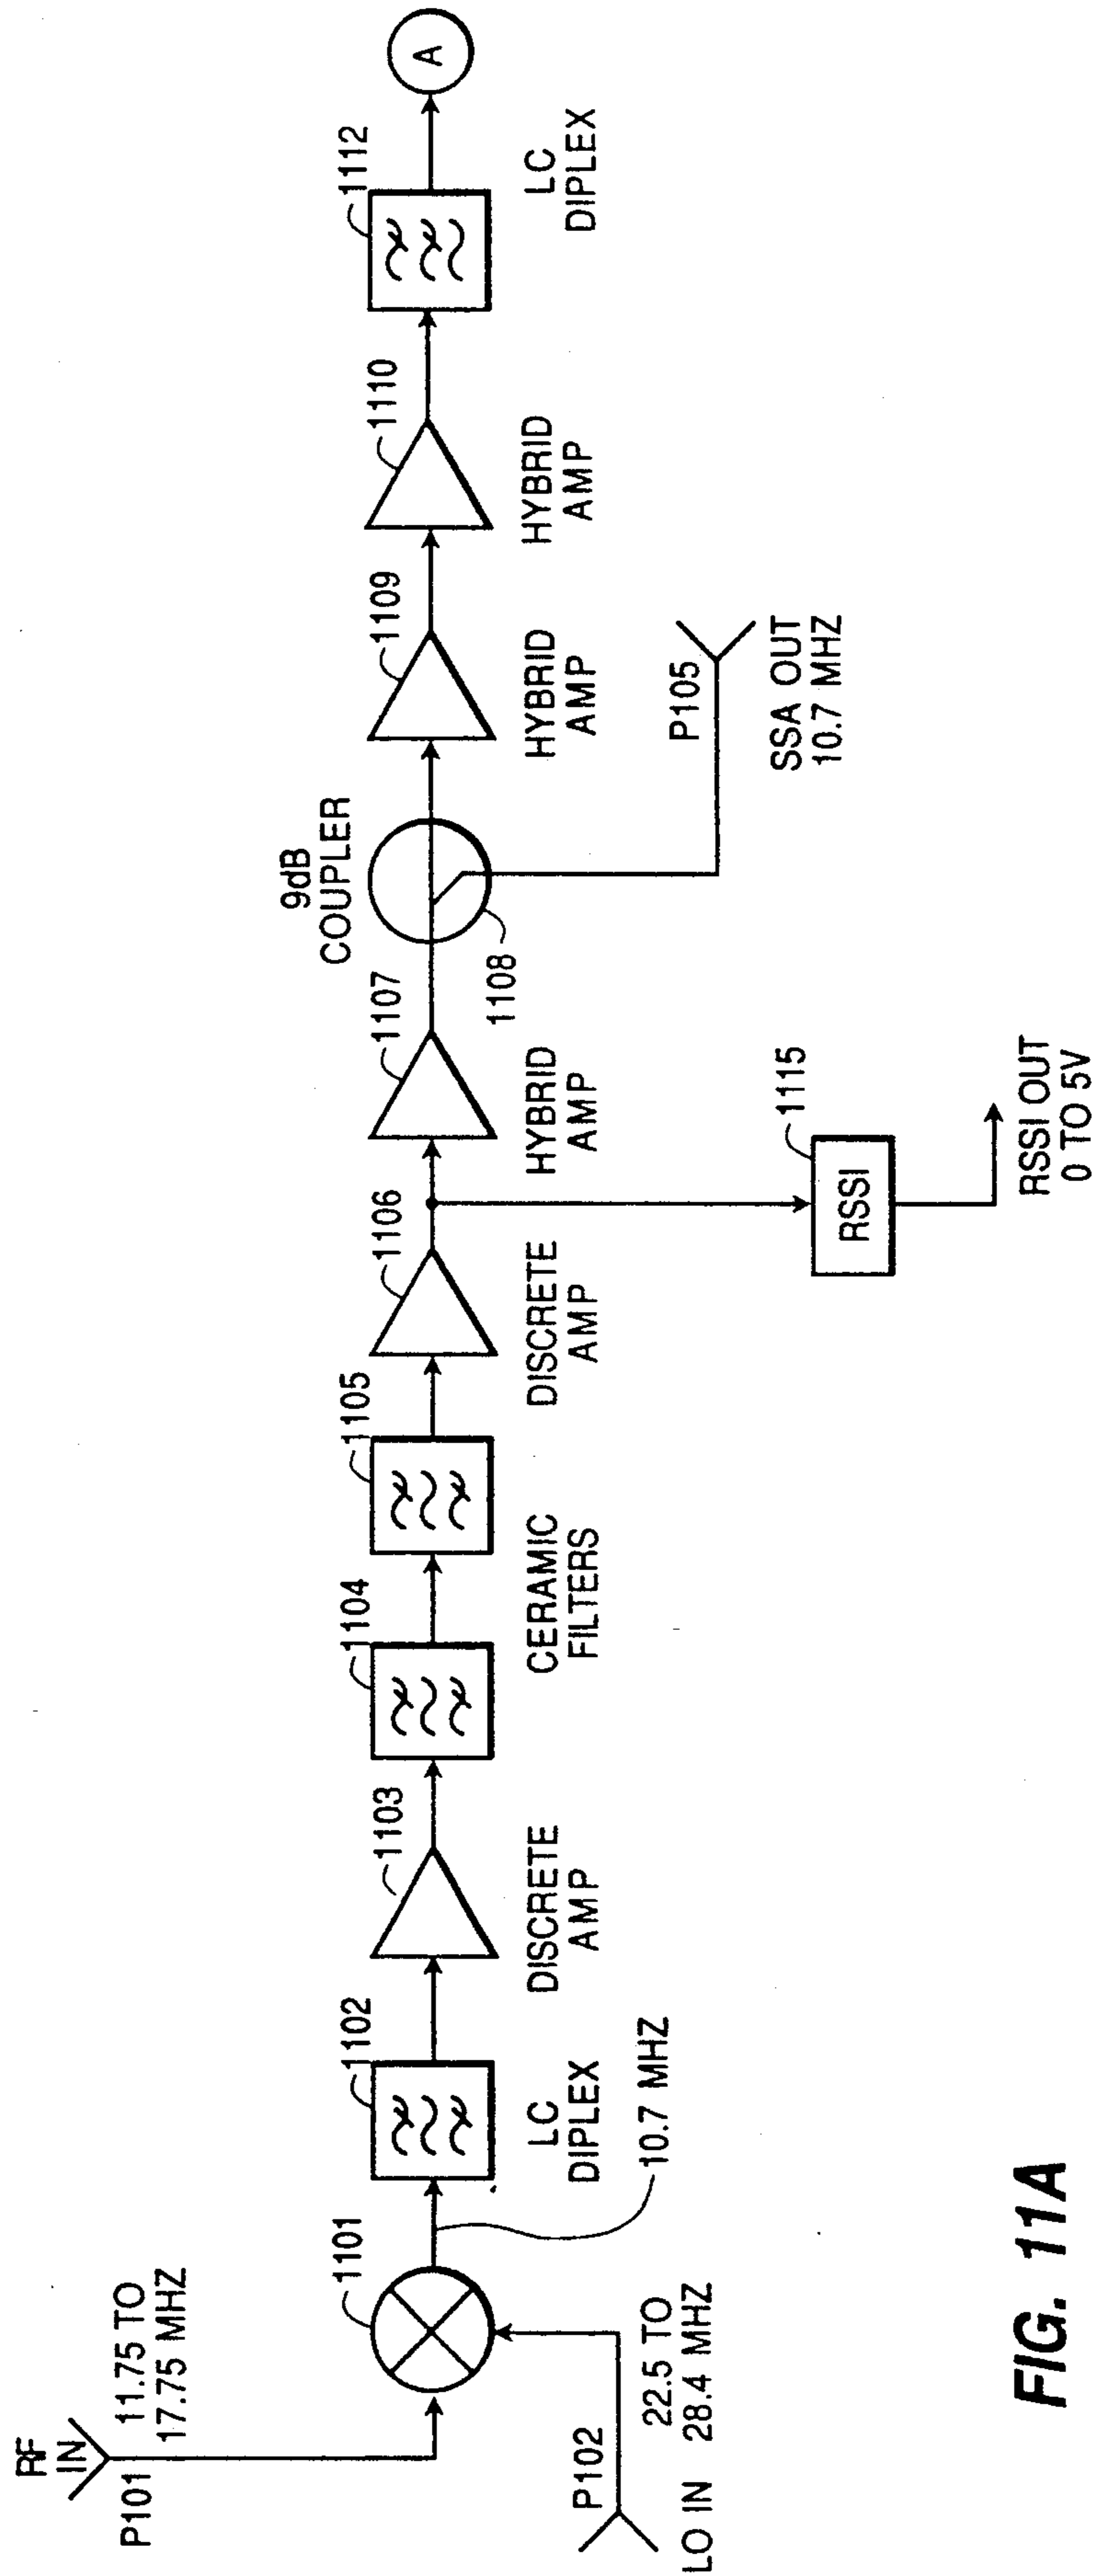 RF
IN
P101
11.75 TO
17.75 MHZ
P102
LO IN
22.5 TO
28.4 MHZ
1101
10.7 MHZ
1102
LC
DIPLEX
1103
DISCRETE
AMP
1104
1105
CERAMIC
FILTERS
1106
DISCRETE
AMP
RSSI
1115
RSSI OUT
0 TO 5V
1107
HYBRID
AMP
9dB
COUPLER
1108
P105
SSA OUT
10.7 MHZ
1109
HYBRID
AMP
1110
HYBRID
AMP
1112
LC
DIPLEX
A
FIG. 11A